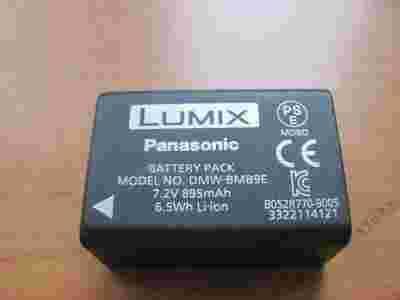 LUMIX
Panasonic
BATTERY PACK
MODEL NO. DMW-BMB9E
7.2V 895mAh
6.5Wh Li-ion
PS
E
MOBO
CE
B052R770-9005
3322114121